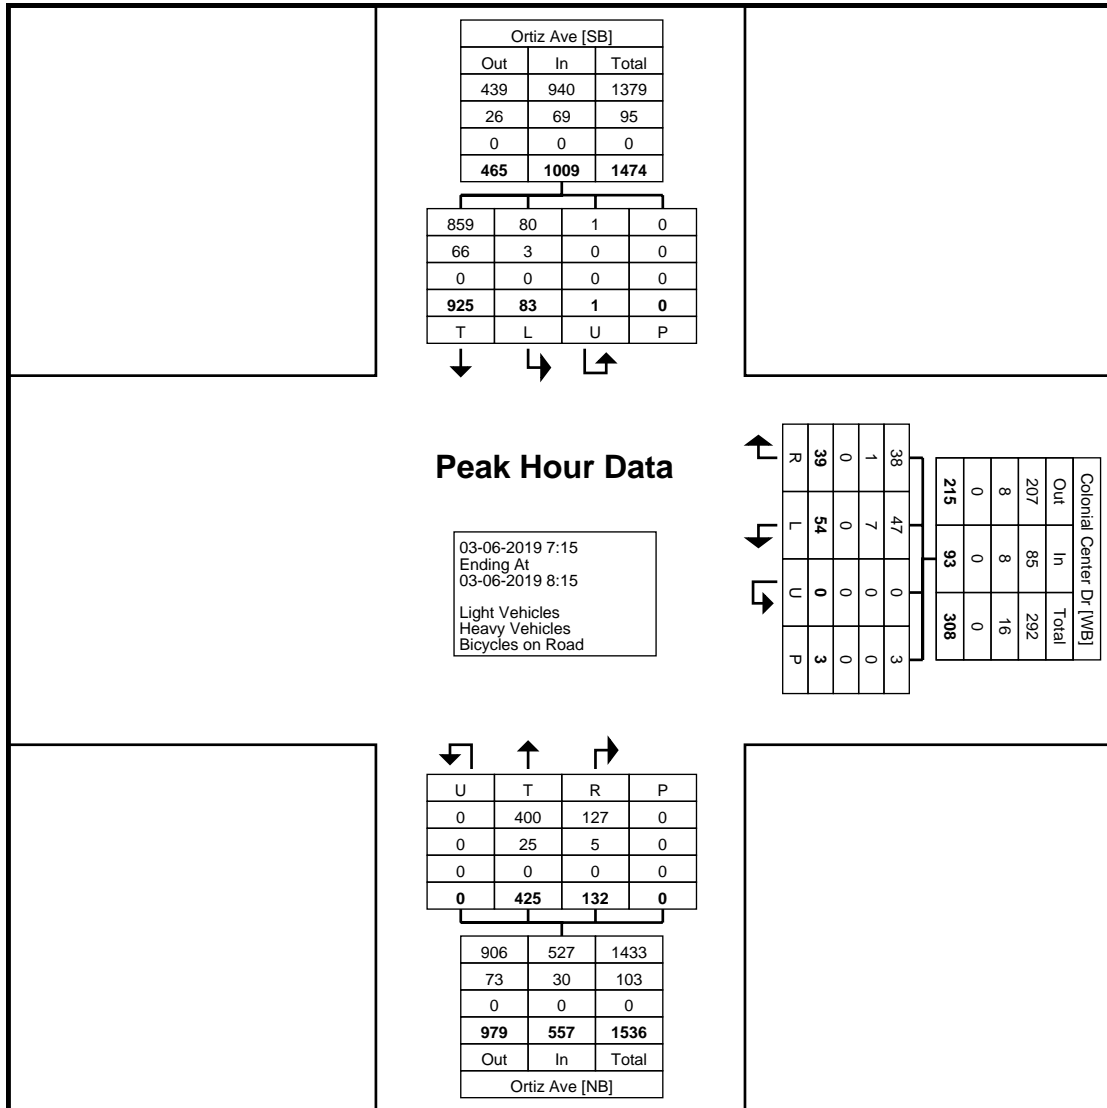 Ortiz Ave [SB]
Out In Total
439 940 1379
26 69 95
0 0 0
465 1009 1474
859 80 1 0
66 3 0 0
0 0 0 0
925 83 1 0
T L U P
Peak Hour Data
03-06-2019 7:15
Ending At
03-06-2019 8:15
Light Vehicles
Heavy Vehicles
Bicycles on Road
Colonial Center Dr [WB]
Out In Total
207 85 292
8 8 16
0 0 0
215 93 308
38 47 0 3
1 7 0 0
0 0 0 0
39 54 0 3
R L U P
U T R P
0 400 127 0
0 25 5 0
0 0 0 0
0 425 132 0
906 527 1433
73 30 103
0 0 0
979 557 1536
Out In Total
Ortiz Ave [NB]